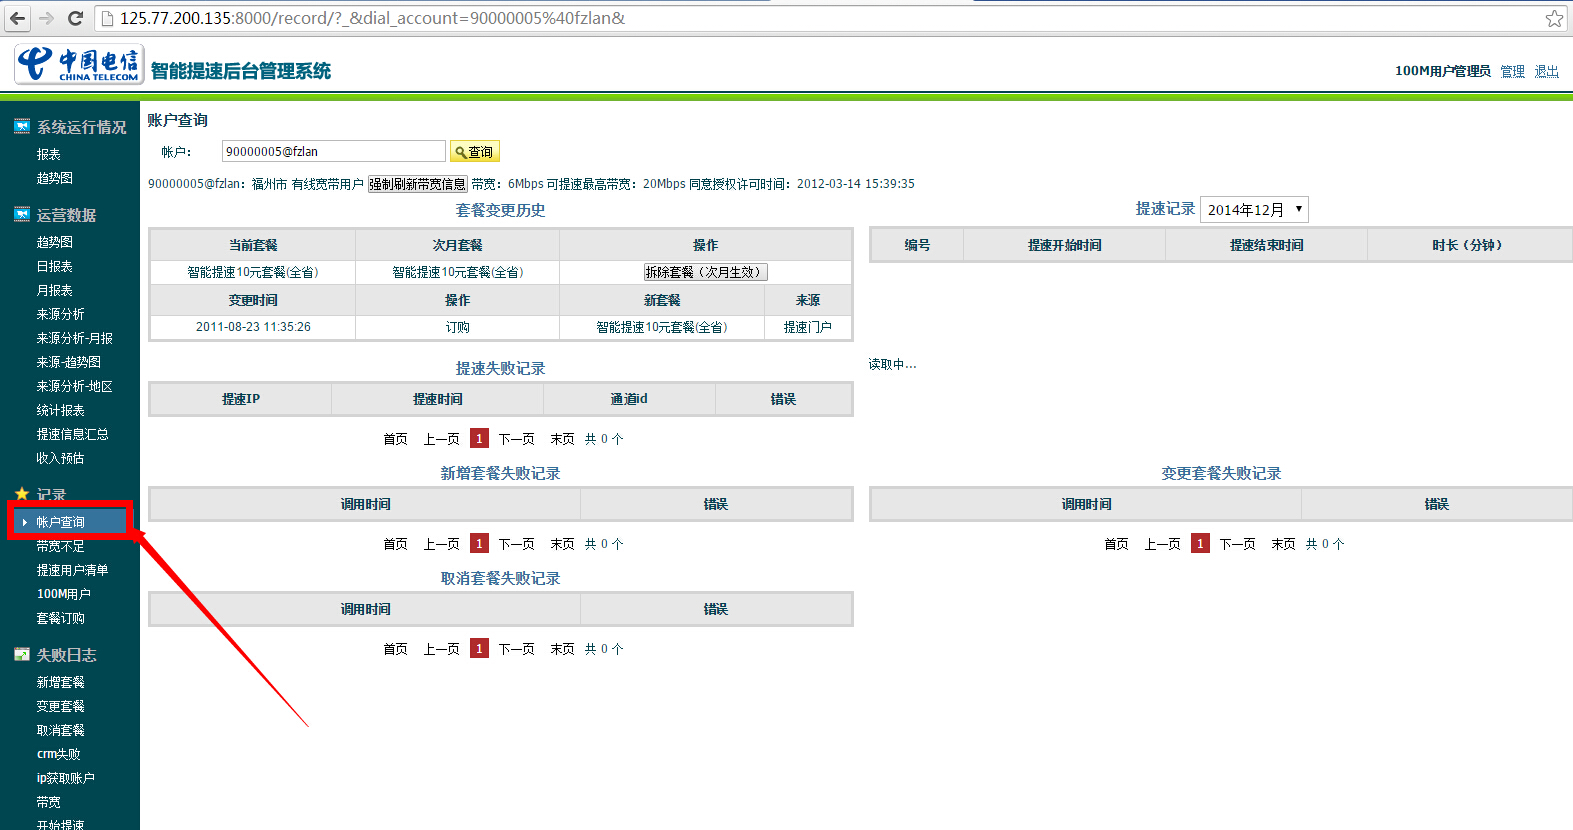 125.77.200.135:8000/record/?_&dial_account=90000005%40fzlan&
中国电信
CHINA TELECOM
智能提速后台管理系统
100M用户管理员 管理 退出
系统运行情况
报表
趋势图
运营数据
趋势图
日报表
月报表
来源分析
来源分析-月报
来源-趋势图
来源分析-地区
统计报表
提速信息汇总
收入预估
记录
帐户查询
带宽不足
提速用户清单
100M用户
套餐订购
失败日志
新增套餐
变更套餐
取消套餐
crm失败
ip获取账户
带宽
开始提速
账户查询
帐户： 90000005@fzlan 查询
90000005@fzlan：福州市 有线宽带用户 强制刷新带宽信息 带宽：6Mbps 可提速最高带宽：20Mbps 同意授权许可时间：2012-03-14 15:39:35
套餐变更历史
当前套餐 次月套餐 操作
智能提速10元套餐(全省) 智能提速10元套餐(全省) 拆除套餐（次月生效）
变更时间 操作 新套餐 来源
2011-08-23 11:35:26 订购 智能提速10元套餐(全省) 提速门户
提速记录 2014年12月
编号 提速开始时间 提速结束时间 时长（分钟）
读取中...
提速失败记录
提速IP 提速时间 通道id 错误
首页 上一页 1 下一页 末页 共 0 个
新增套餐失败记录
调用时间 错误
首页 上一页 1 下一页 末页 共 0 个
变更套餐失败记录
调用时间 错误
首页 上一页 1 下一页 末页 共 0 个
取消套餐失败记录
调用时间 错误
首页 上一页 1 下一页 末页 共 0 个